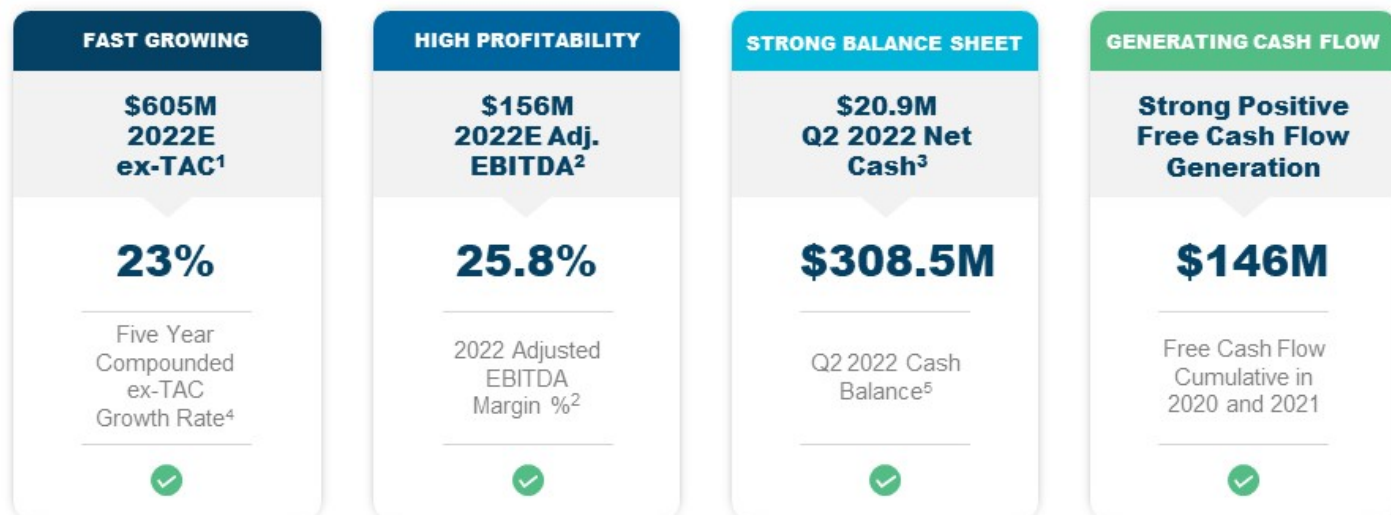 FAST GROWING
$605M
2022E
ex-TAC¹
23%
Five Year
Compounded
ex-TAC
Growth Rate⁴
HIGH PROFITABILITY
$156M
2022E Adj.
EBITDA²
25.8%
2022 Adjusted
EBITDA
Margin %²
STRONG BALANCE SHEET
$20.9M
Q2 2022 Net
Cash³
$308.5M
Q2 2022 Cash
Balance⁵
GENERATING CASH FLOW
Strong Positive
Free Cash Flow
Generation
$146M
Free Cash Flow
Cumulative in
2020 and 2021